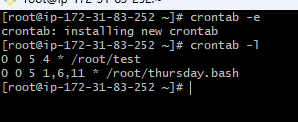 [root@ip-172-31-83-252 ~]# crontab -e
crontab: installing new crontab
[root@ip-172-31-83-252 ~]# crontab -l
0 0 5 4 * /root/test
0 0 5 1,6,11 * /root/thursday.bash
[root@ip-172-31-83-252 ~]#